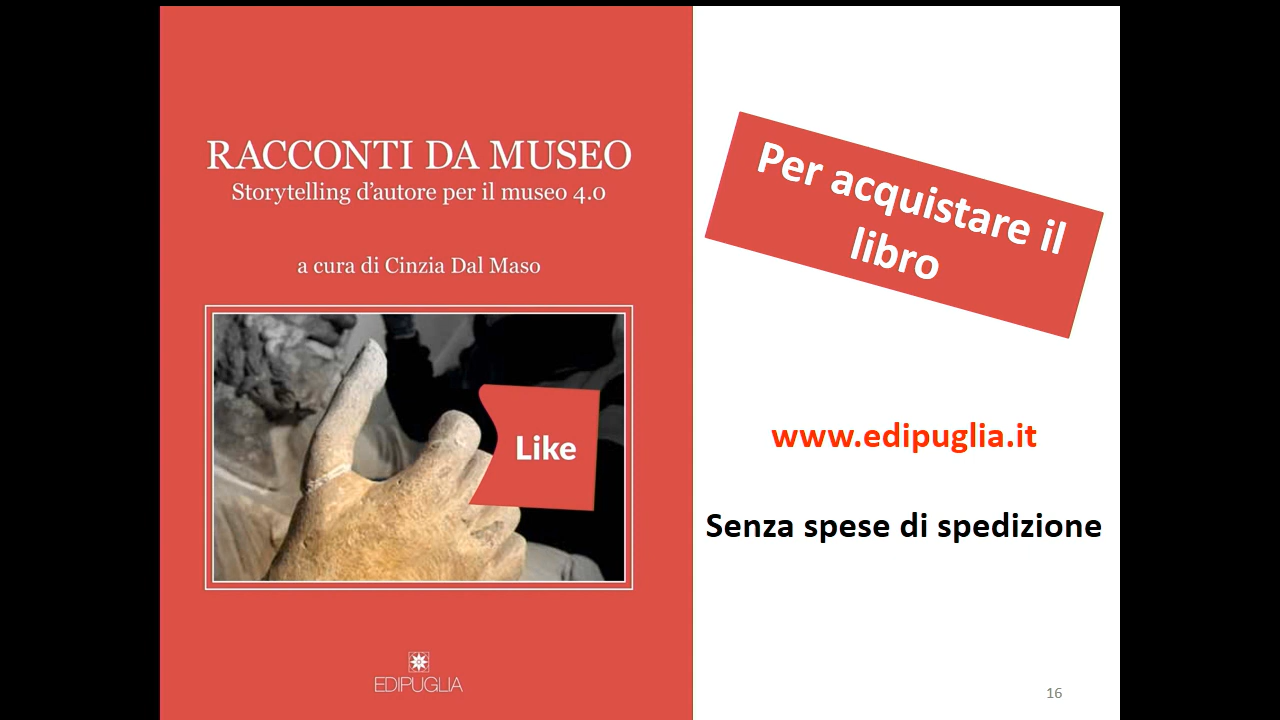 RACCONTI DA MUSEO
Storytelling d'autore per il museo 4.0
a cura di Cinzia Dal Maso
Like
EDIPUGLIA
Per acquistare il
libro
www.edipuglia.it
Senza spese di spedizione
16